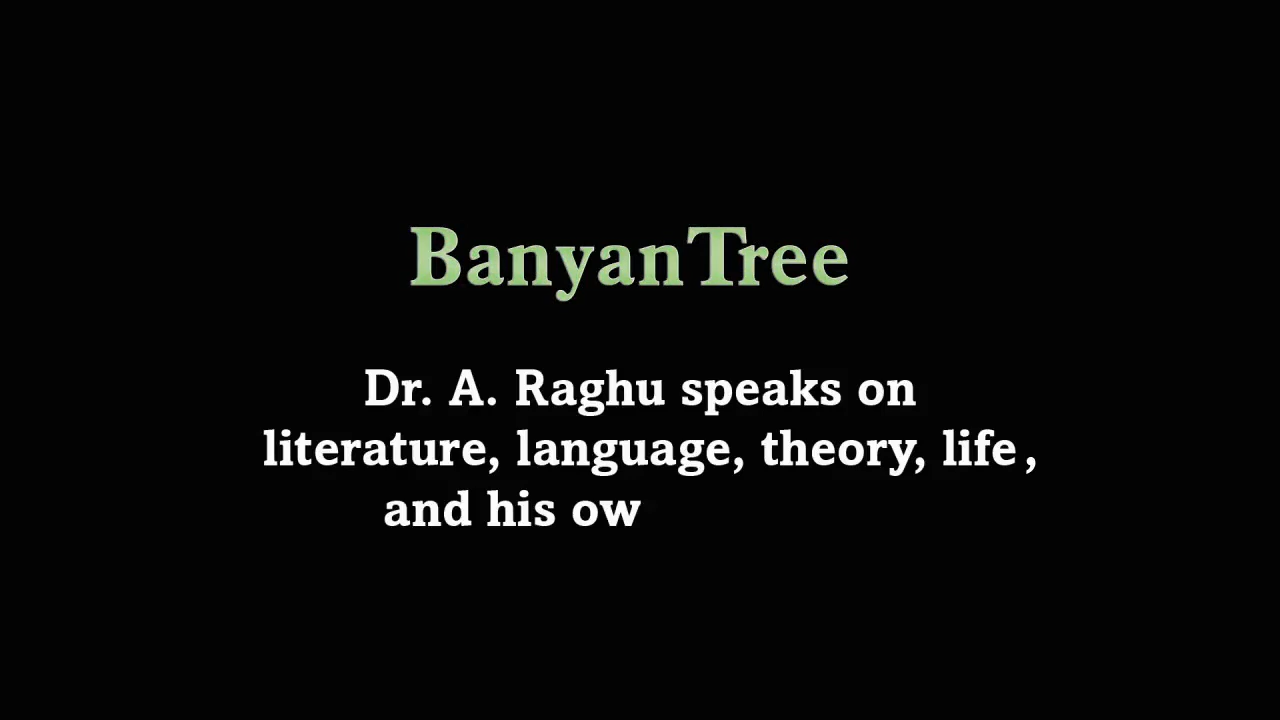 BanyanTree
Dr. A. Raghu speaks on
literature, language, theory, life,
and his ow